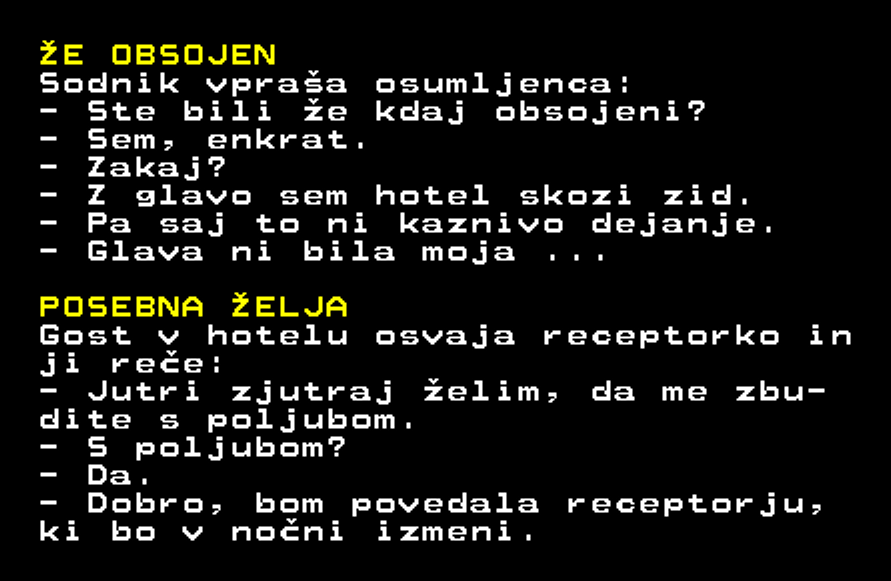 ŽE OBSOJEN
Sodnik vpraša osumljenca:
- Ste bili že kdaj obsojeni?
- Sem, enkrat.
- Zakaj?
- Z glavo sem hotel skozi zid.
- Pa saj to ni kaznivo dejanje.
- Glava ni bila moja ...
POSEBNA ŽELJA
Gost v hotelu osvaja receptorko in
ji reče:
- Jutri zjutraj želim, da me zbu-
dite s poljubom.
- S poljubom?
- Da.
- Dobro, bom povedala receptorju,
ki bo v nočni izmeni.